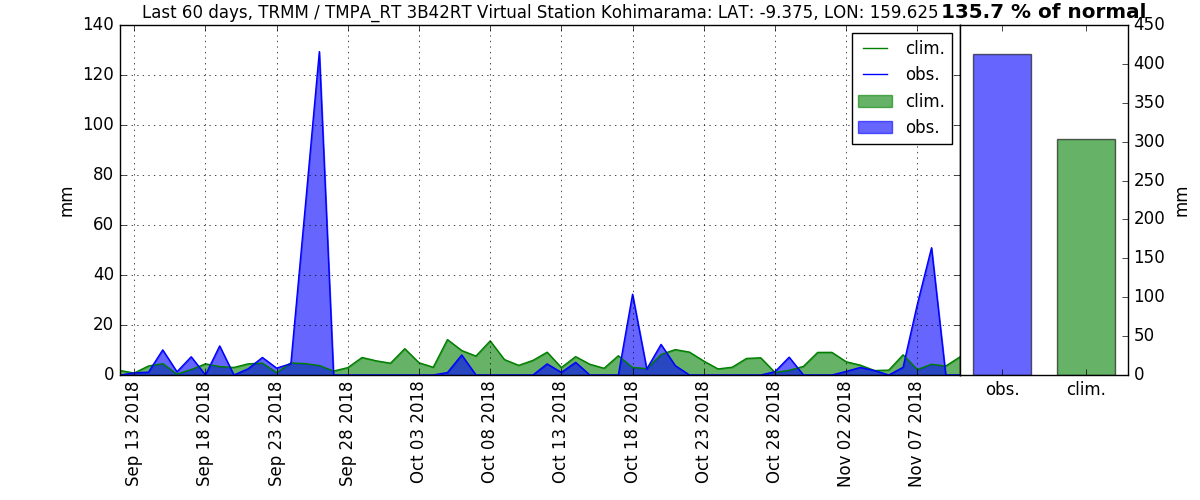 Last 60 days, TRMM / TMPA_RT 3B42RT Virtual Station Kohimarama: LAT: -9.375, LON: 159.625 135.7 % of normal
140
120
100
80
60
40
20
0
mm
clim.
obs.
clim.
obs.
450
400
350
300
250
200
150
100
50
0
mm
Sep 13 2018
Sep 18 2018
Sep 23 2018
Sep 28 2018
Oct 03 2018
Oct 08 2018
Oct 13 2018
Oct 18 2018
Oct 23 2018
Oct 28 2018
Nov 02 2018
Nov 07 2018
obs.
clim.